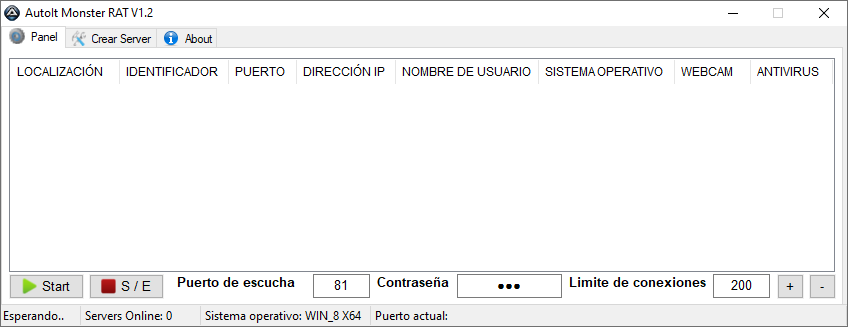 AutoIt Monster RAT V1.2
Panel Crear Server About
LOCALIZACIÓN IDENTIFICADOR PUERTO DIRECCIÓN IP NOMBRE DE USUARIO SISTEMA OPERATIVO WEBCAM ANTIVIRUS
Start S / E Puerto de escucha 81 Contraseña ●●● Limite de conexiones 200 + -
Esperando.. Servers Online: 0 Sistema operativo: WIN_8 X64 Puerto actual: